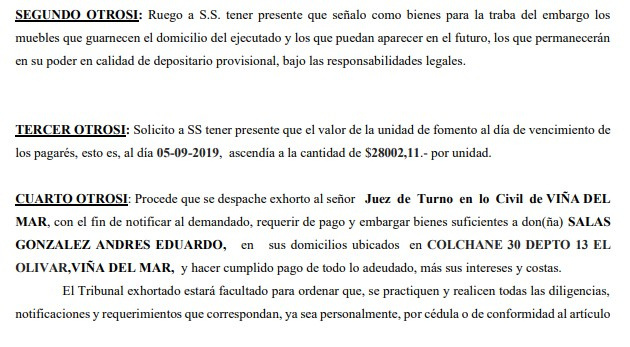 SEGUNDO OTROSI: Ruego a S.S. tener presente que señalo como bienes para la traba del embargo los
muebles que guarnecen el domicilio del ejecutado y los que puedan aparecer en el futuro, los que permanecerán
en su poder en calidad de depositario provisional, bajo las responsabilidades legales.
TERCER OTROSI: Solicito a SS tener presente que el valor de la unidad de fomento al día de vencimiento de
los pagarés, esto es, al día 05-09-2019, ascendía a la cantidad de $28002,11.- por unidad.
CUARTO OTROSI: Procede que se despache exhorto al señor Juez de Turno en lo Civil de VIÑA DEL
MAR, con el fin de notificar al demandado, requerir de pago y embargar bienes suficientes a don(ña) SALAS
GONZALEZ ANDRES EDUARDO, en sus domicilios ubicados en COLCHANE 30 DEPTO 13 EL
OLIVAR,VIÑA DEL MAR, y hacer cumplido pago de todo lo adeudado, más sus intereses y costas.
El Tribunal exhortado estará facultado para ordenar que, se practiquen y realicen todas las diligencias,
notificaciones y requerimientos que correspondan, ya sea personalmente, por cédula o de conformidad al artículo